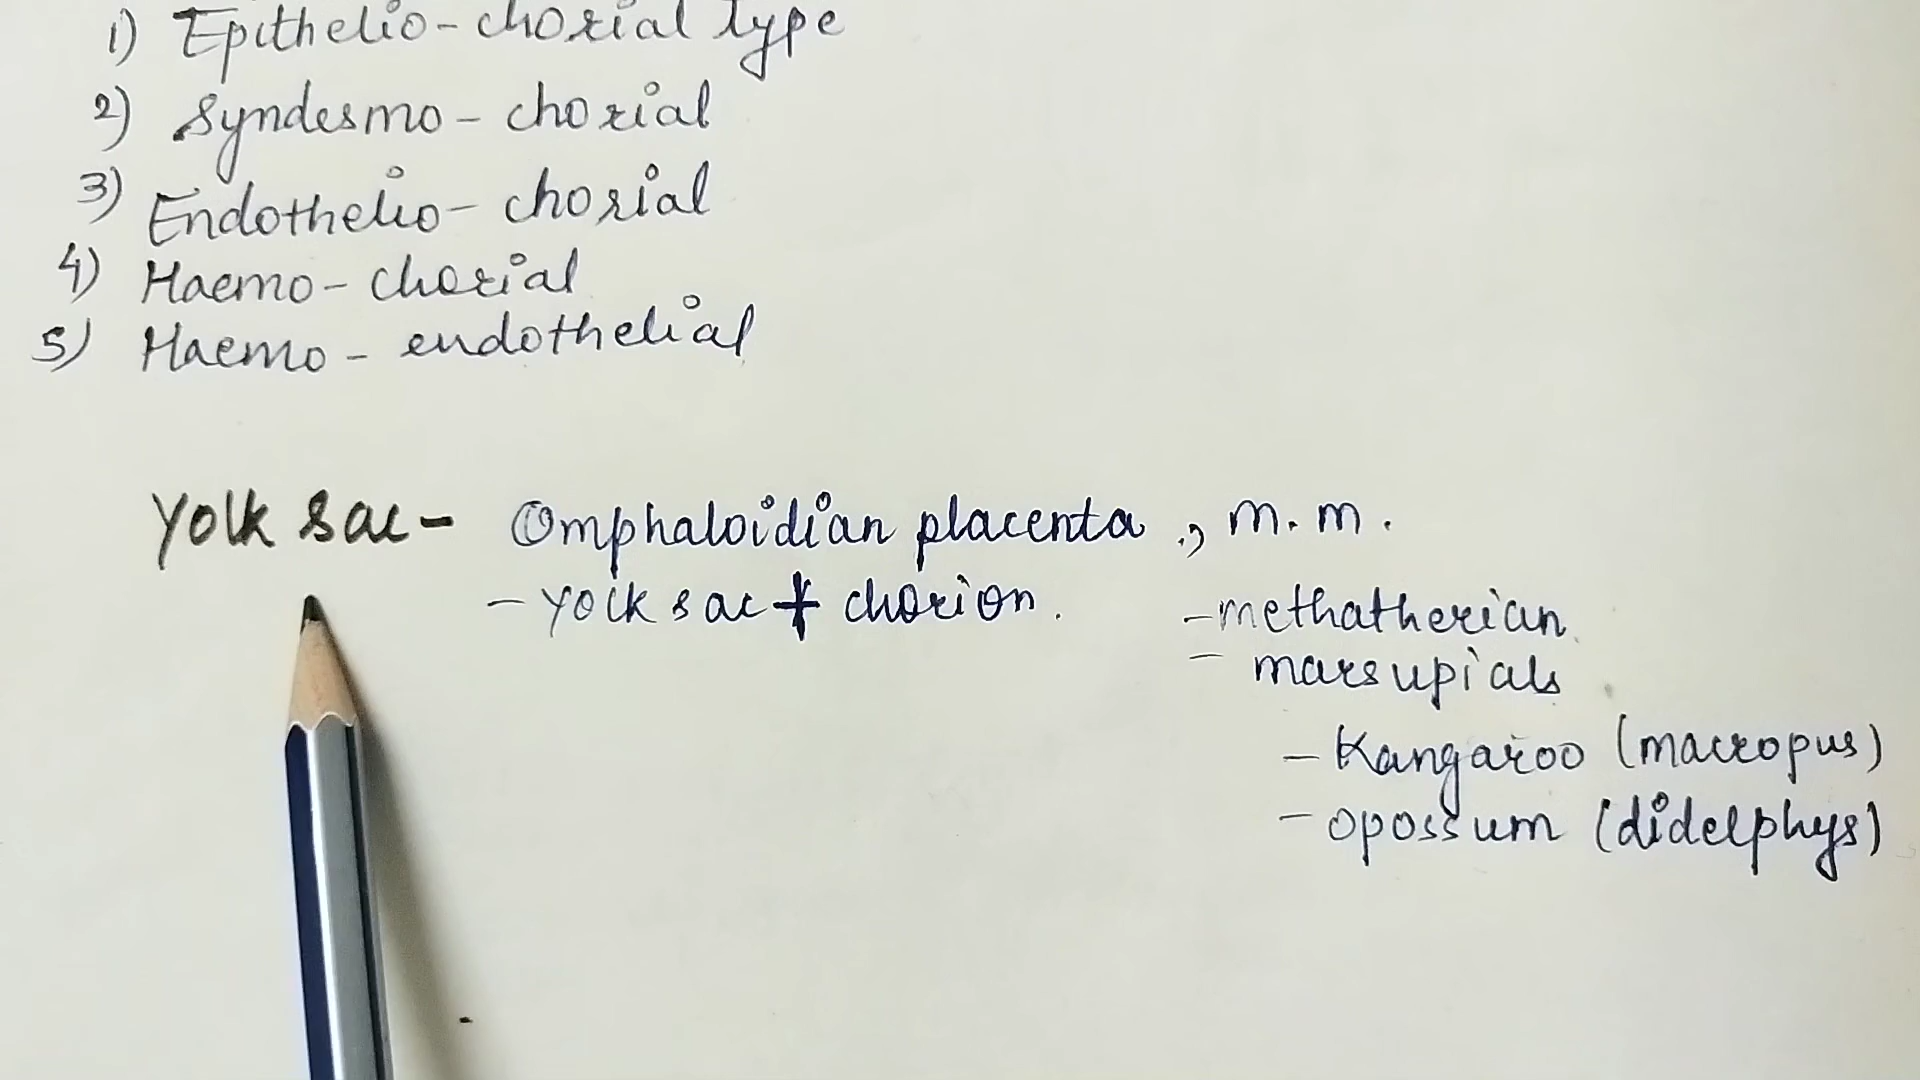 1) Epithelio-chorial type
2) Syndesmo-chorial
3) Endothelio-chorial
4) Haemo-chorial
5) Haemo-endothelial
Yolk sac- Omphaloidian placenta ., m.m.
-Yolk sac + chorion.
-methatherian
- marsupials
- Kangaroo (macropus)
- opossum (didelphys)